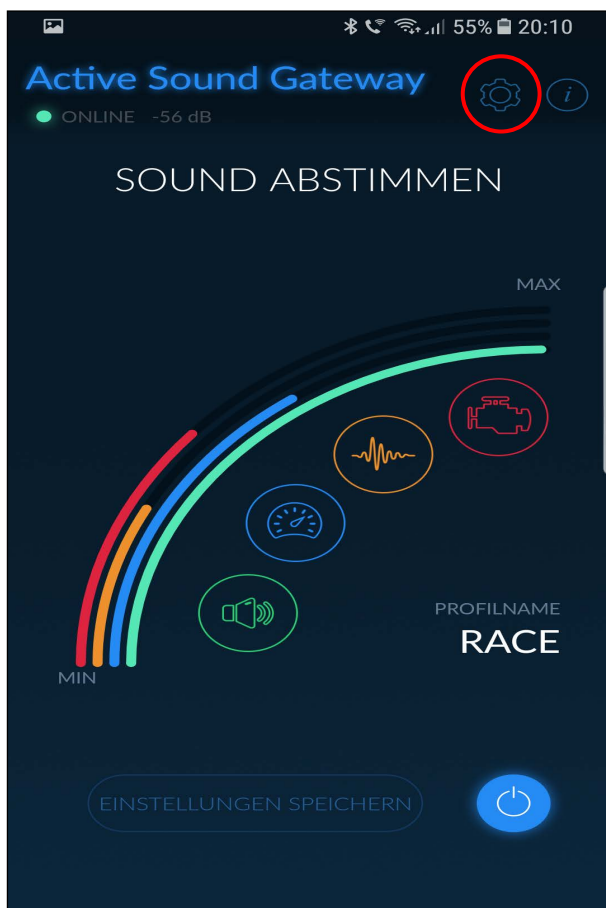 55% 20:10
Active Sound Gateway
ONLINE -56 dB
i
SOUND ABSTIMMEN
MAX
PROFILNAME
RACE
MIN
EINSTELLUNGEN SPEICHERN